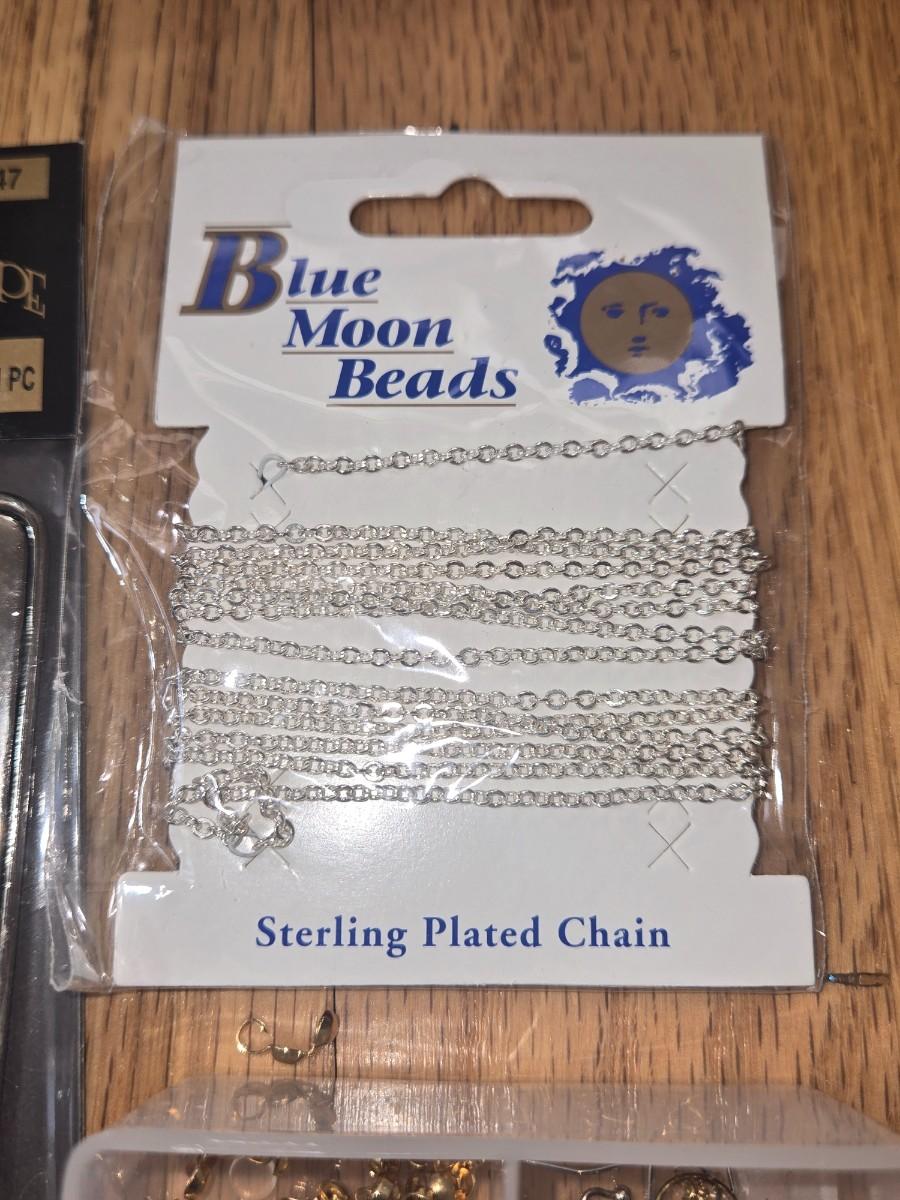 47
PE
PC
Blue
Moon
Beads
Sterling Plated Chain